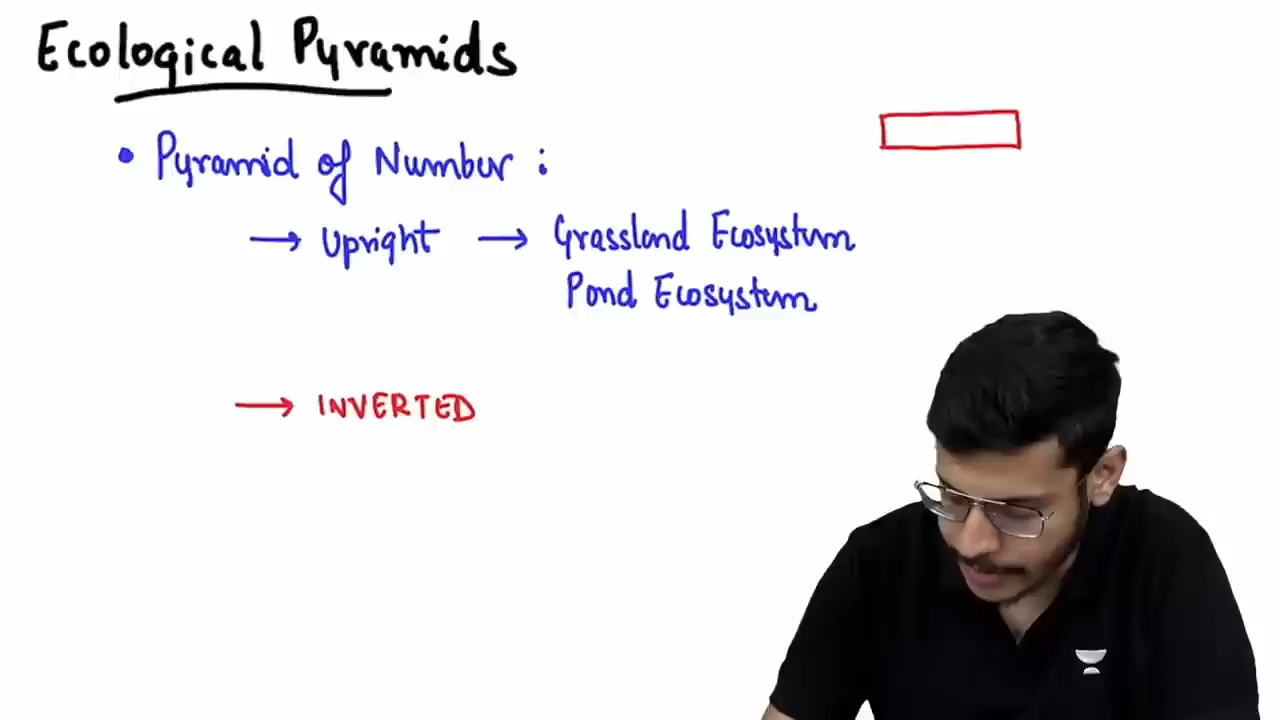 Ecological Pyramids
• Pyramid of Number :
→ Upright → Grassland Ecosystem
Pond Ecosystem
→ INVERTED